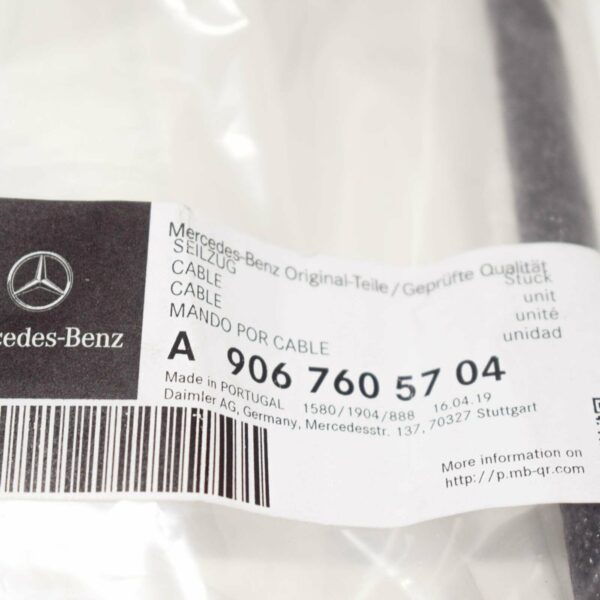 Mercedes-Benz Original-Teile / Geprüfte Qualität
SEILZUG Stück
CABLE unit
CABLE unité
MANDO POR CABLE unidad
A 906 760 57 04
Made in PORTUGAL 1580/1904/888 16.04.19
Daimler AG, Germany, Mercedesstr. 137, 70327 Stuttgart
More information on
http://p.mb-qr.com
cedes-Benz